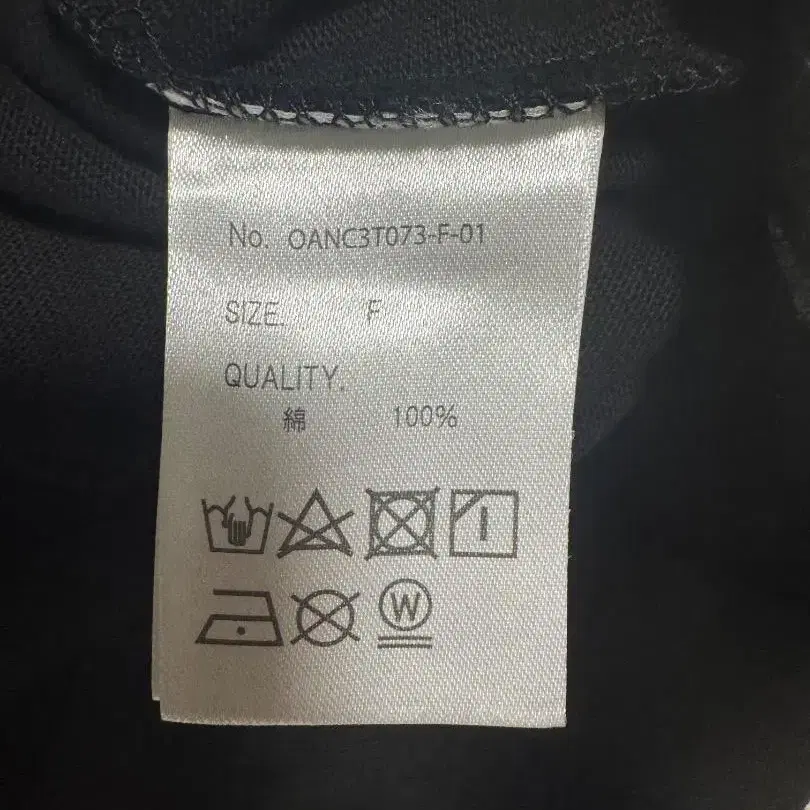 No. OANC3T073-F-01
SIZE. F
QUALITY.
綿 100%
W